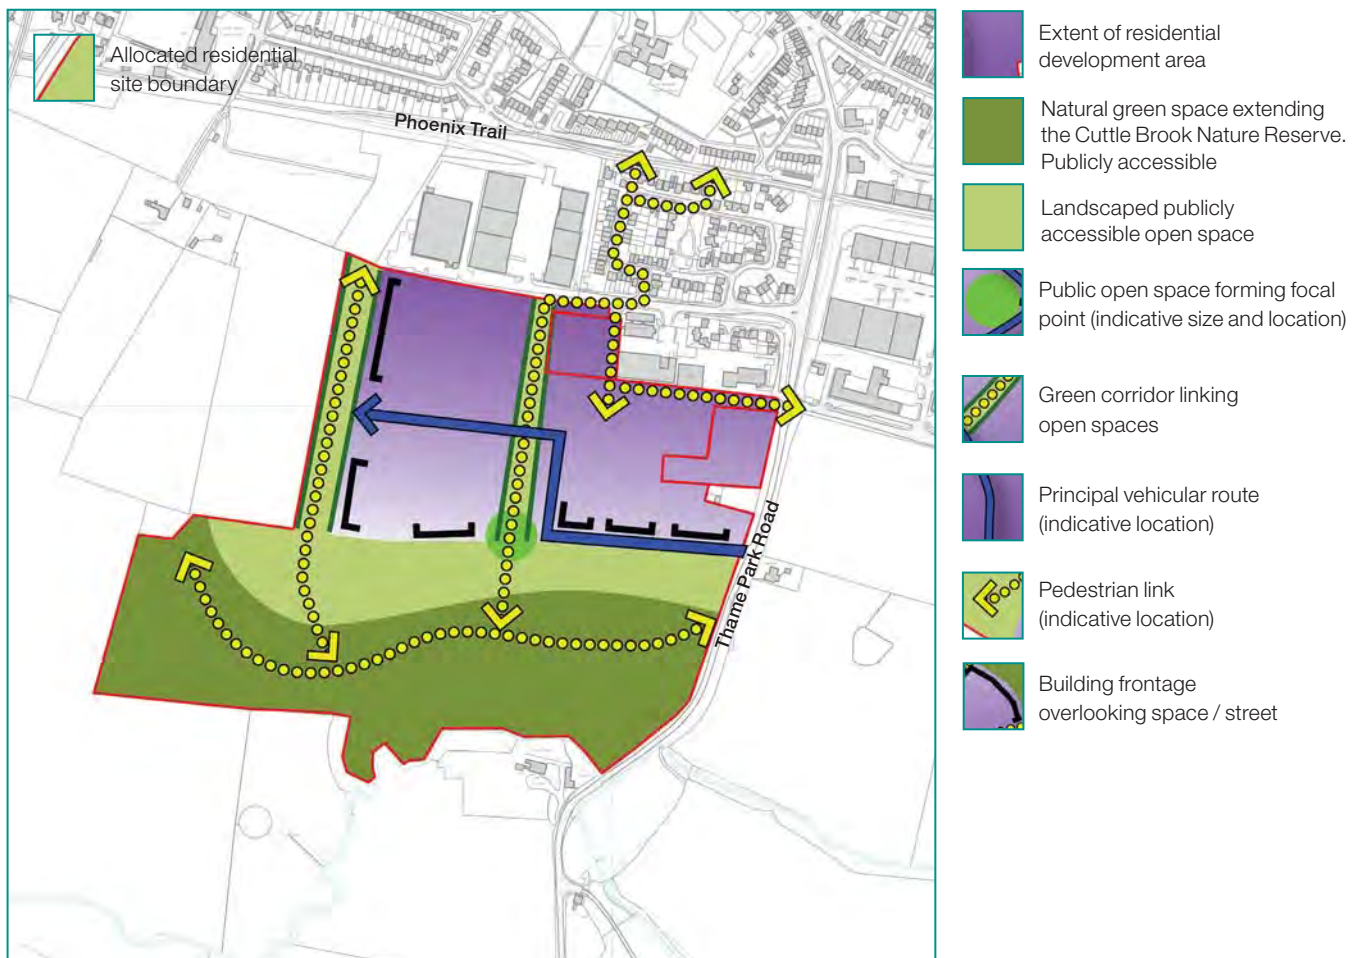 Allocated residential
site boundary
Phoenix Trail
Thame Park Road
Extent of residential
development area
Natural green space extending
the Cuttle Brook Nature Reserve.
Publicly accessible
Landscaped publicly
accessible open space
Public open space forming focal
point (indicative size and location)
Green corridor linking
open spaces
Principal vehicular route
(indicative location)
Pedestrian link
(indicative location)
Building frontage
overlooking space / street